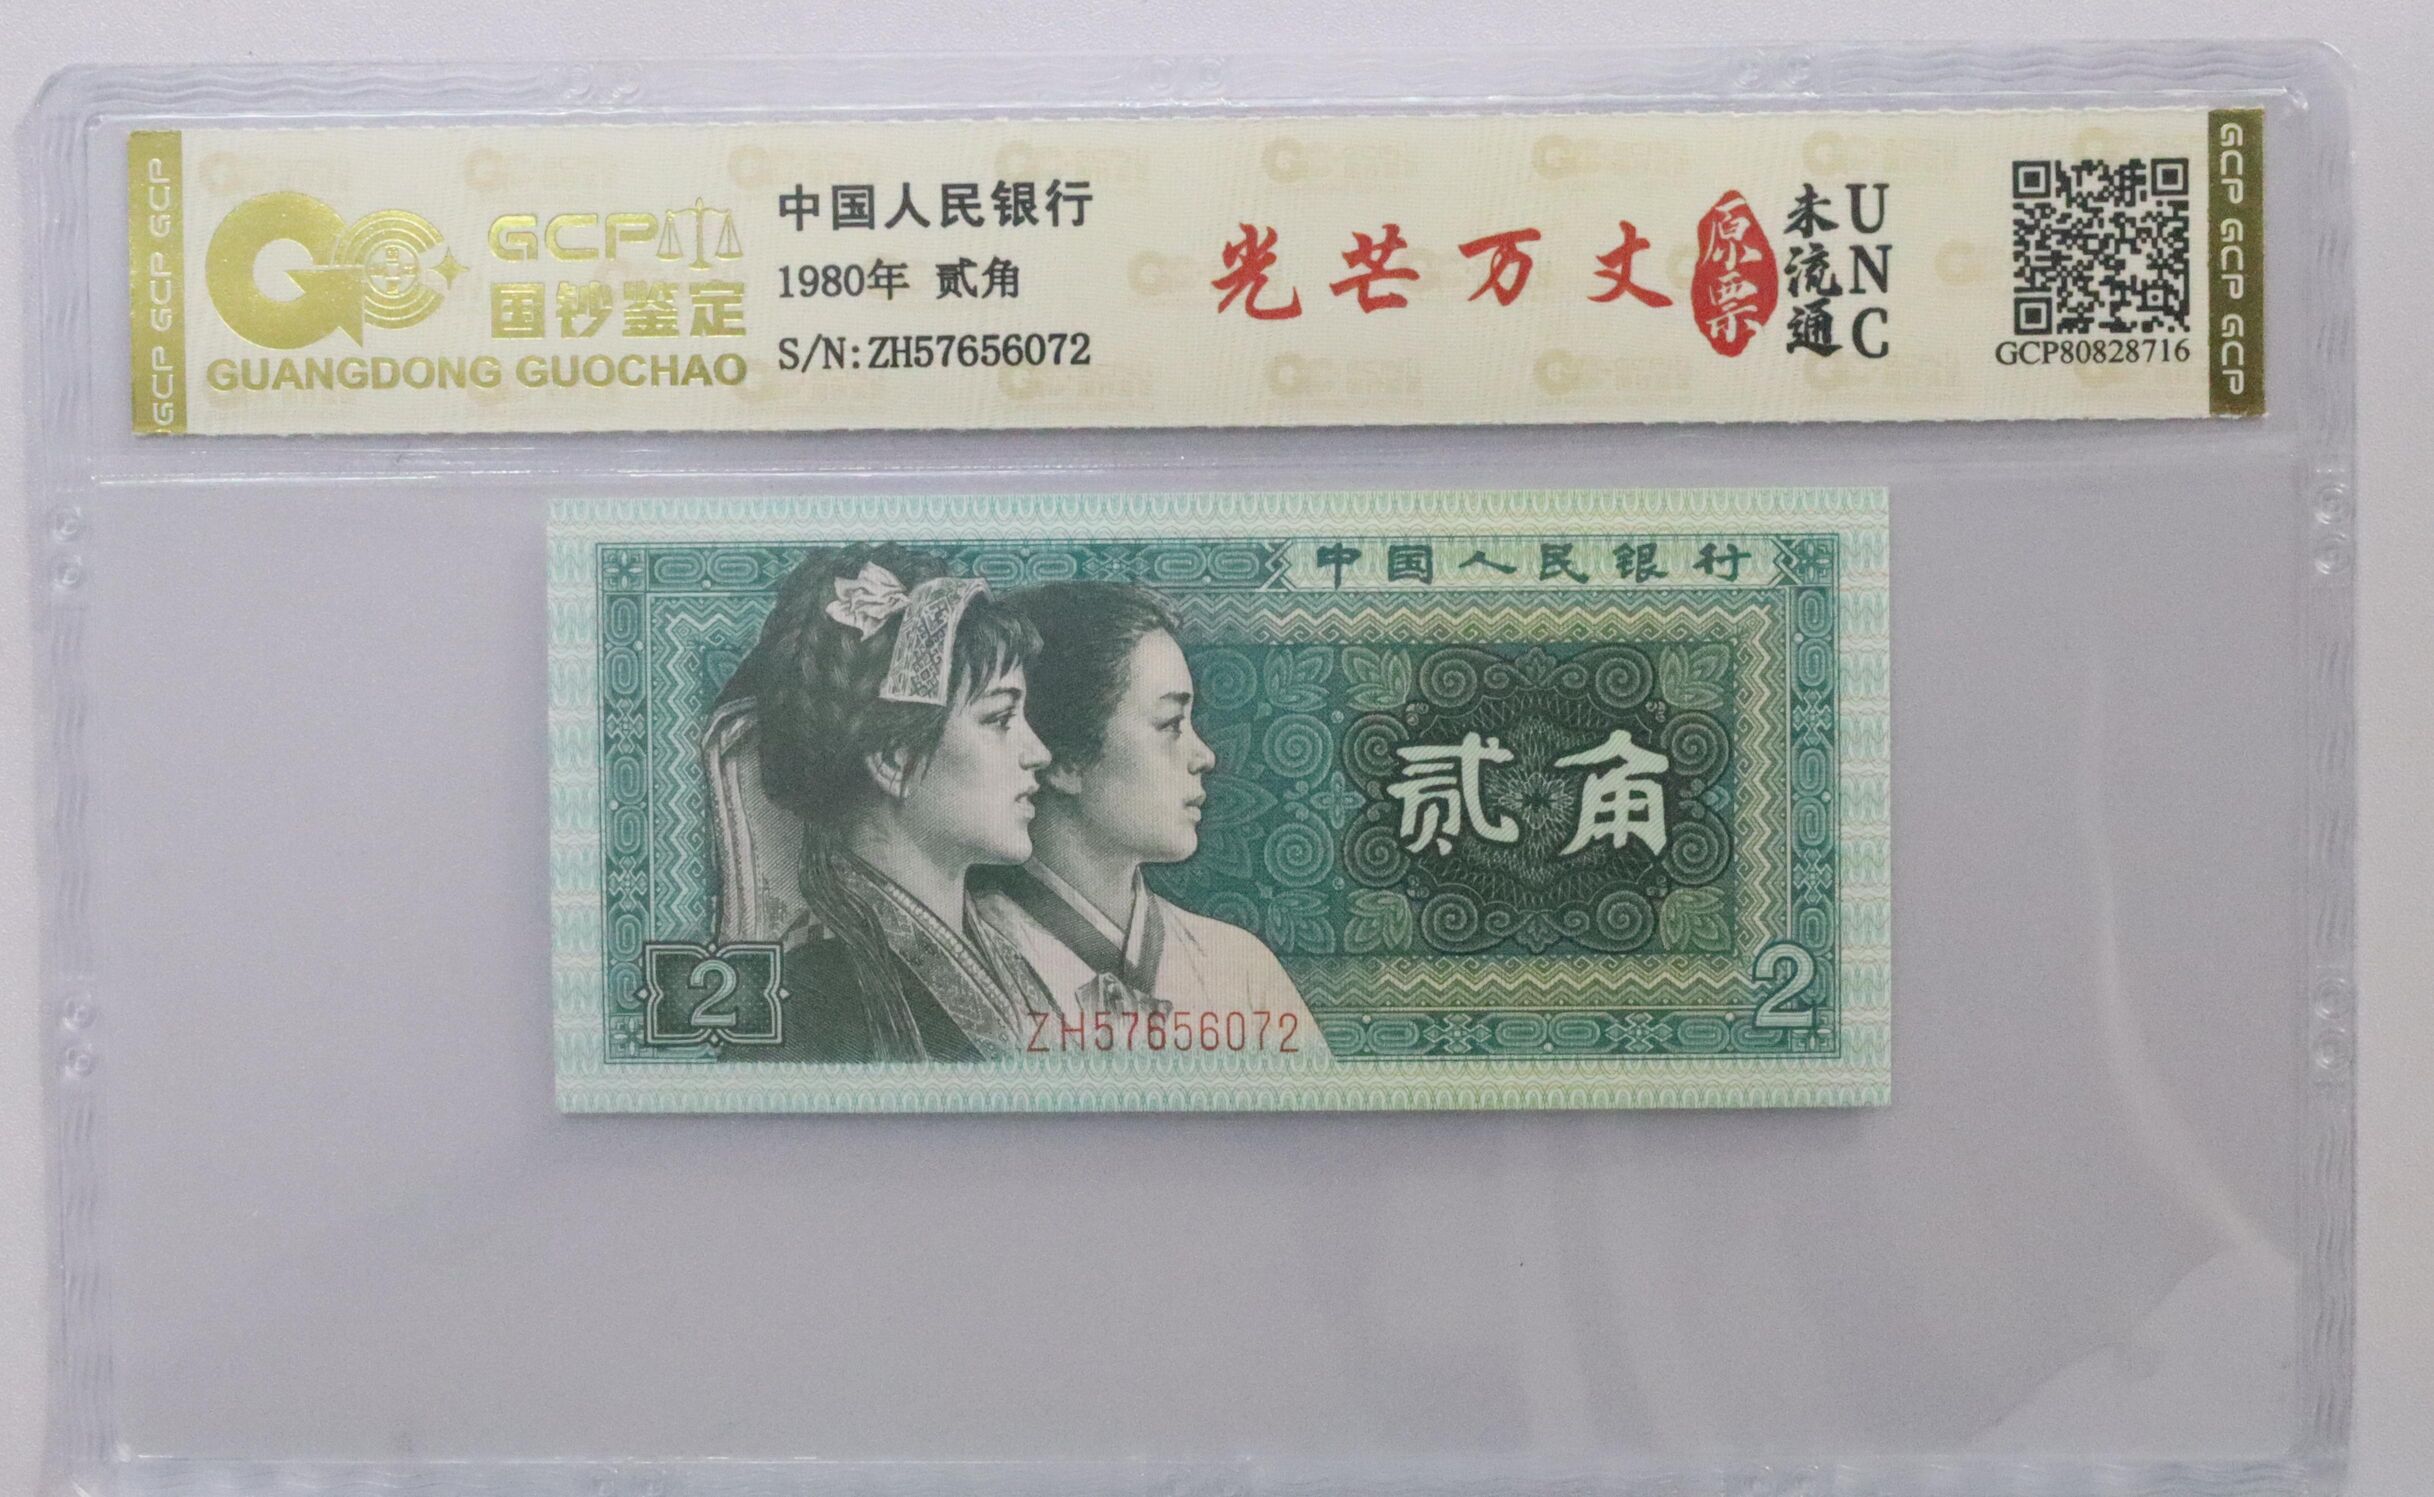 GCP GCP GCP
GCP
国钞鉴定
GUANGDONG GUOCHAO
中国人民银行
1980年 贰角
S/N:ZH57656072
光芒万丈
原票
未流通
UNC
GCP80828716
GCP GCP GCP
中国人民银行
贰角
2
2
ZH57656072